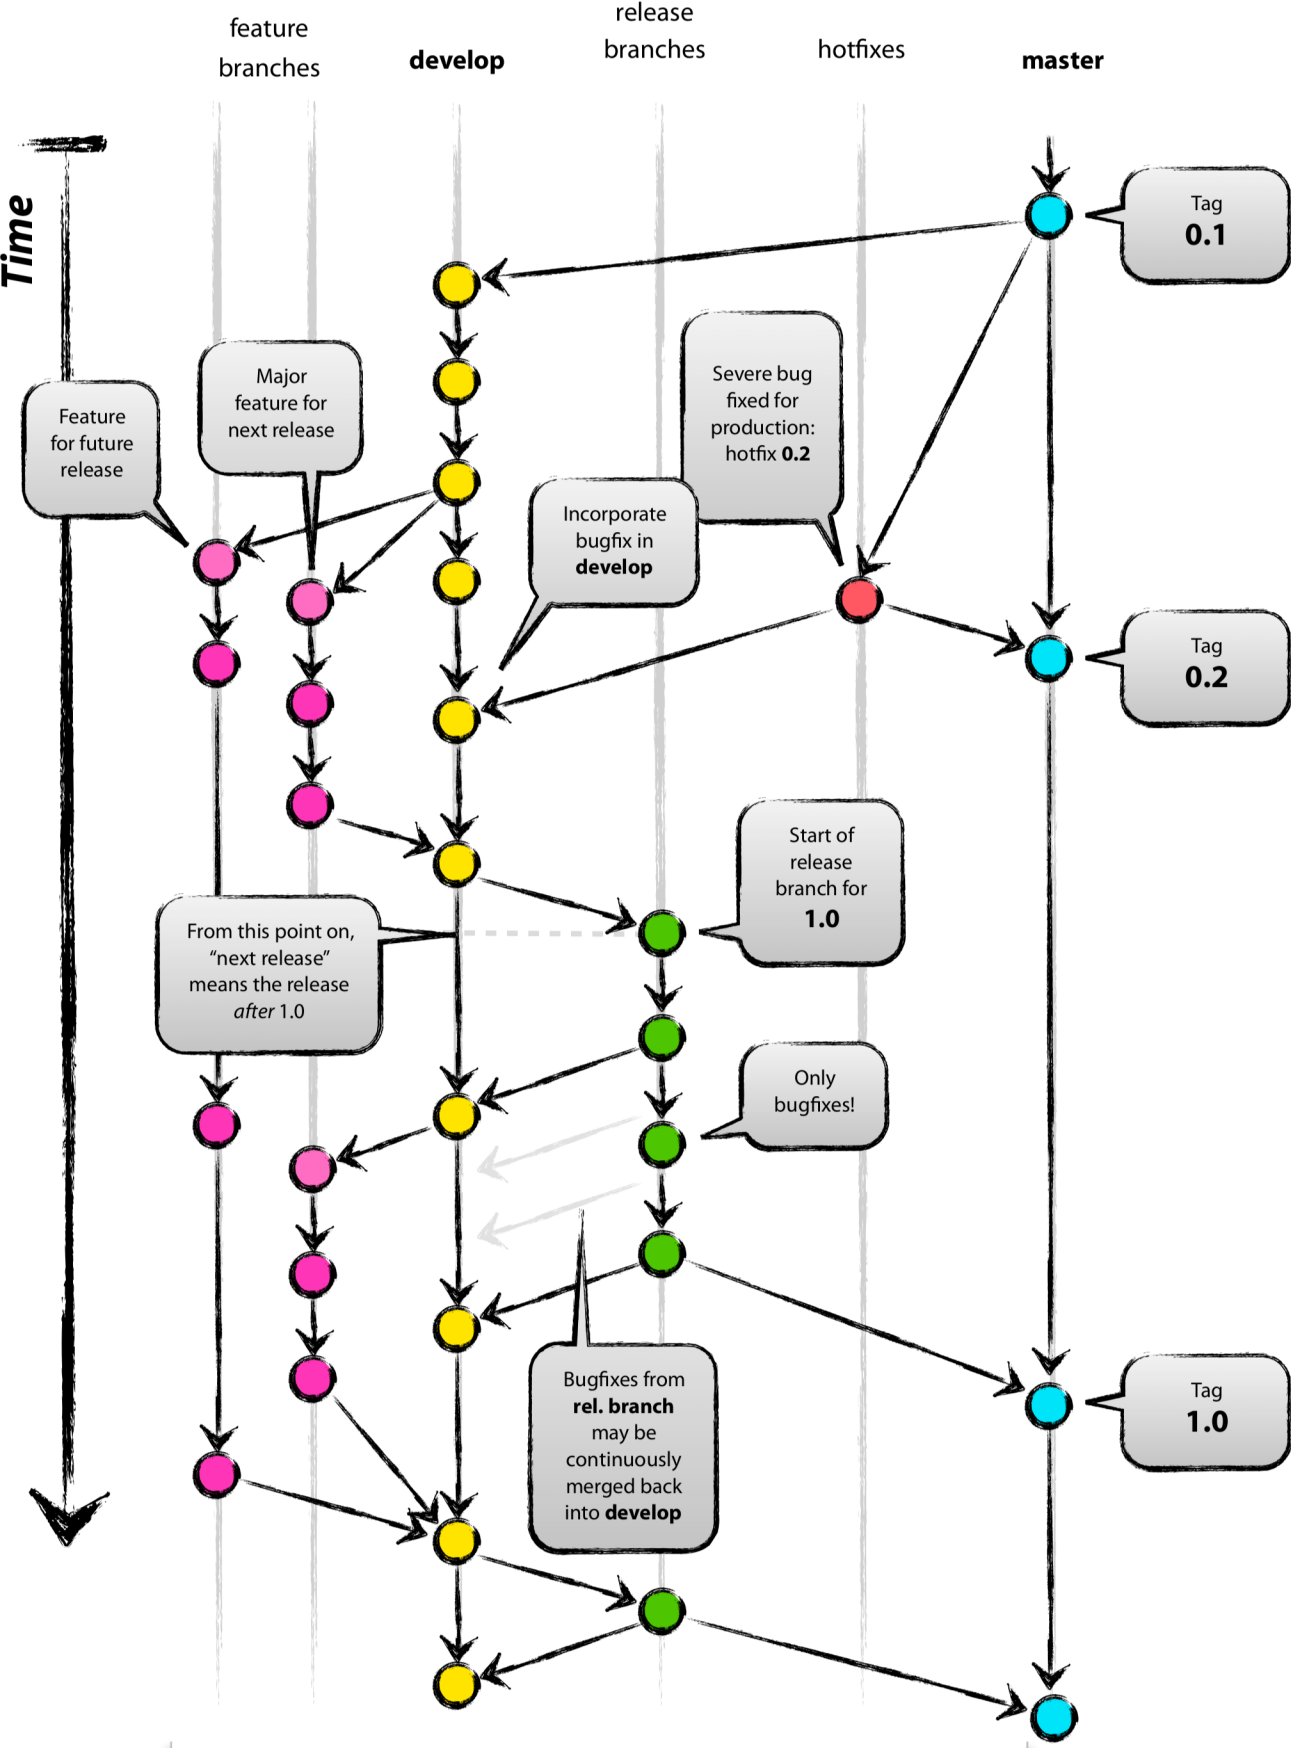 feature
branches
develop
release
branches
hotfixes
master
Time
Tag
0.1
Major
feature for
next release
Feature
for future
release
Severe bug
fixed for
production:
hotfix 0.2
Incorporate
bugfix in
develop
Tag
0.2
Start of
release
branch for
1.0
From this point on,
“next release”
means the release
after 1.0
Only
bugfixes!
Bugfixes from
rel. branch
may be
continuously
merged back
into develop
Tag
1.0